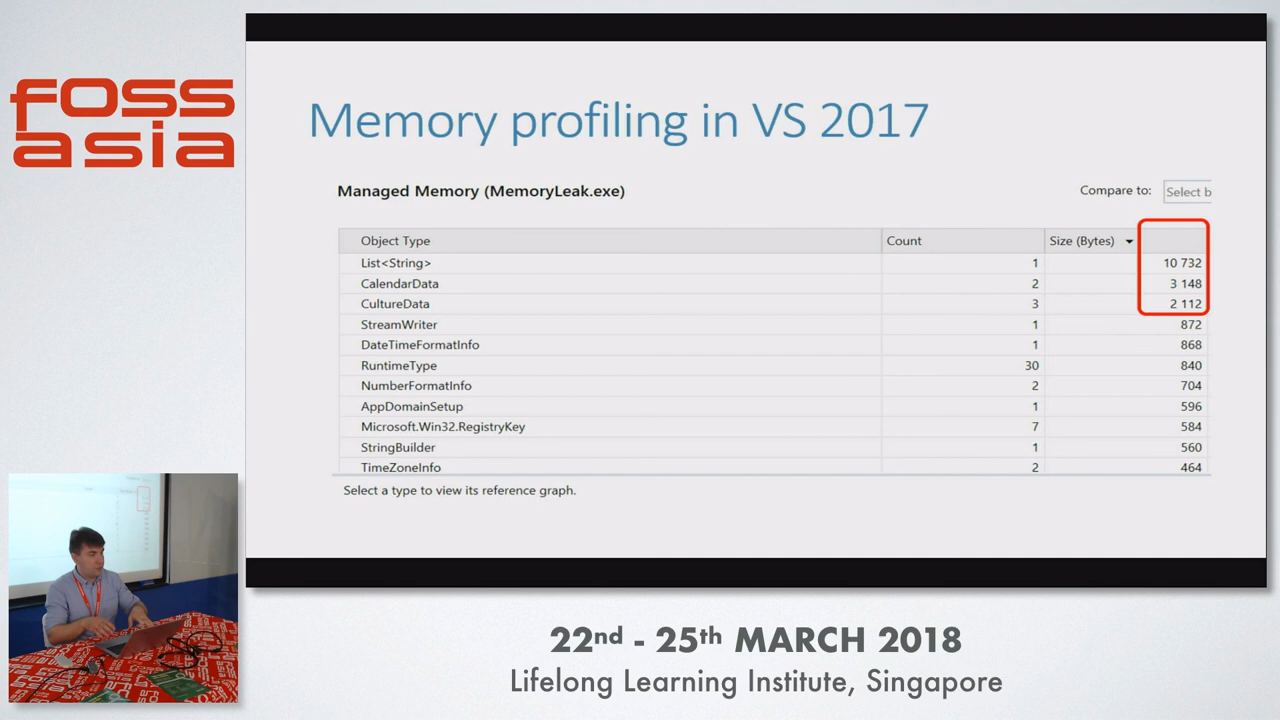 foss
asia
Memory profiling in VS 2017
Managed Memory (MemoryLeak.exe)
Compare to: Select b
Object Type Count Size (Bytes)
List<String> 1 10 732
CalendarData 2 3 148
CultureData 3 2 112
StreamWriter 1 872
DateTimeFormatInfo 1 868
RuntimeType 30 840
NumberFormatInfo 2 704
AppDomainSetup 1 596
Microsoft.Win32.RegistryKey 7 584
StringBuilder 1 560
TimeZoneInfo 2 464
Select a type to view its reference graph.
22nd - 25th MARCH 2018
Lifelong Learning Institute, Singapore